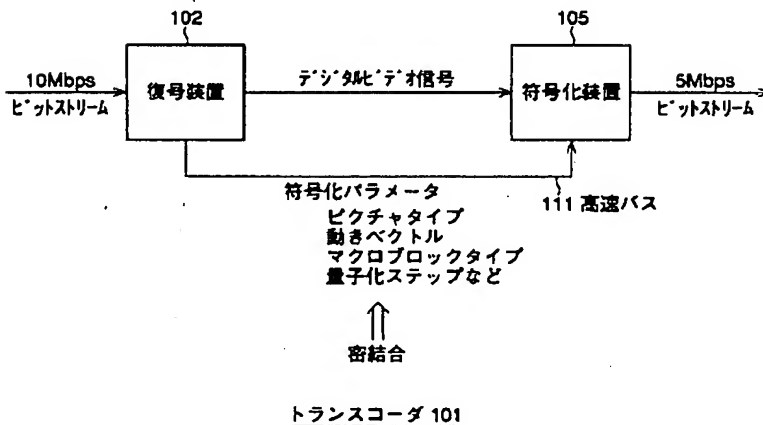 102
105
10Mbps
ビットストリーム
復号装置
デジタルビデオ信号
符号化装置
5Mbps
ビットストリーム
符号化パラメータ
ピクチャタイプ
動きベクトル
マクロブロックタイプ
量子化ステップなど
111 高速バス
密結合
トランスコーダ 101